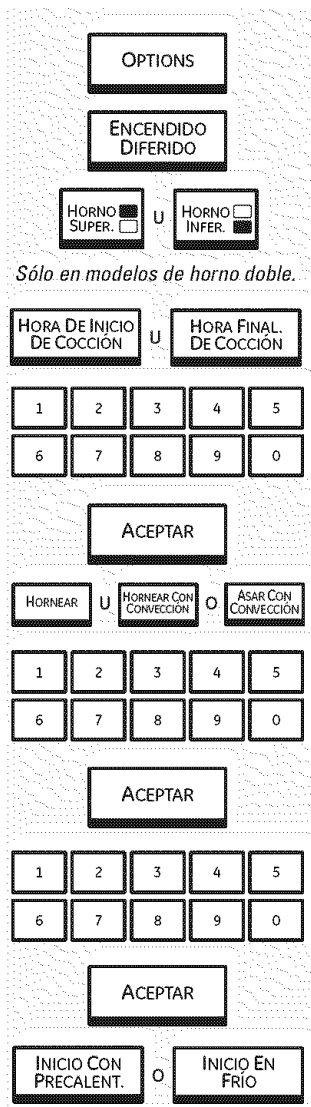 OPTIONS
ENCENDIDO
DIFERIDO
HORNO
SUPER.
U
HORNO
INFER.
Sólo en modelos de horno doble.
HORA DE INICIO
DE COCCIÓN
U
HORA FINAL.
DE COCCIÓN
1 2 3 4 5
6 7 8 9 0
ACEPTAR
HORNEAR
U
HORNEAR CON
CONVECCIÓN
O
ASAR CON
CONVECCIÓN
1 2 3 4 5
6 7 8 9 0
ACEPTAR
1 2 3 4 5
6 7 8 9 0
ACEPTAR
INICIO CON
PRECALENT.
O
INICIO EN
FRÍO